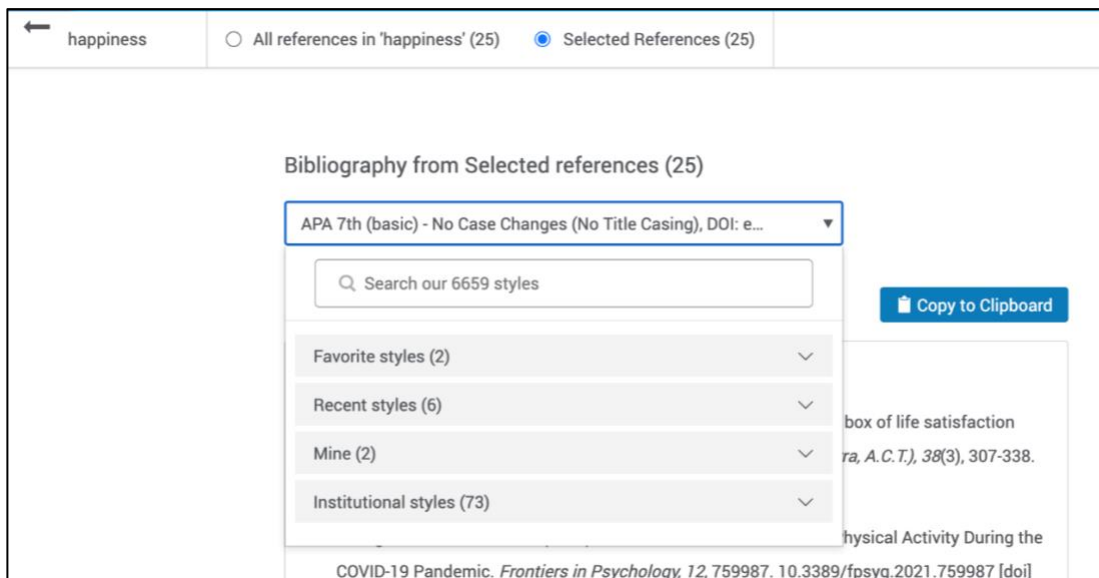 happiness
All references in 'happiness' (25)
Selected References (25)
Bibliography from Selected references (25)
APA 7th (basic) - No Case Changes (No Title Casing), DOI: e...
Search our 6659 styles
Copy to Clipboard
Favorite styles (2)
Recent styles (6)
box of life satisfaction
Mine (2)
ra, A.C.T.), 38(3), 307-338.
Institutional styles (73)
hysical Activity During the
COVID-19 Pandemic. Frontiers in Psychology, 12, 759987. 10.3389/fpsyg.2021.759987 [doi]